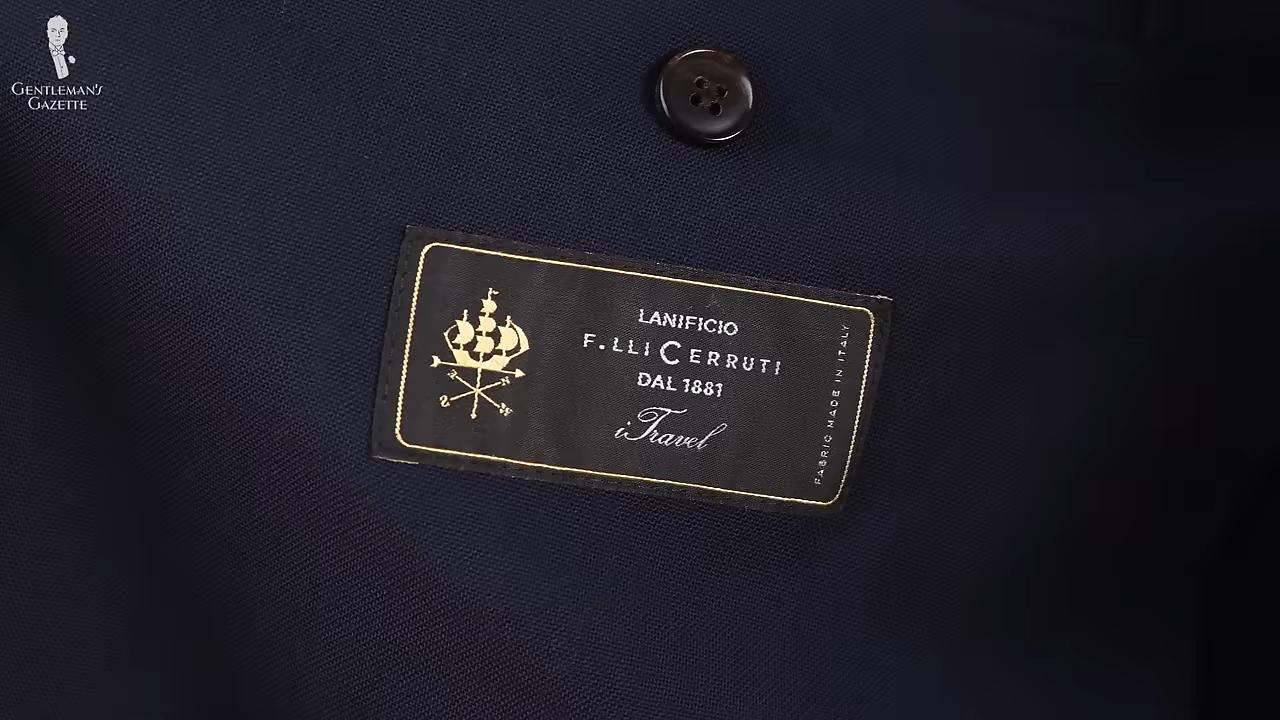 GENTLEMAN'S
GAZETTE
LANIFICIO
F.LLI CERRUTI
DAL 1881
iTravel
FABRIC MADE IN ITALY
N
S
W